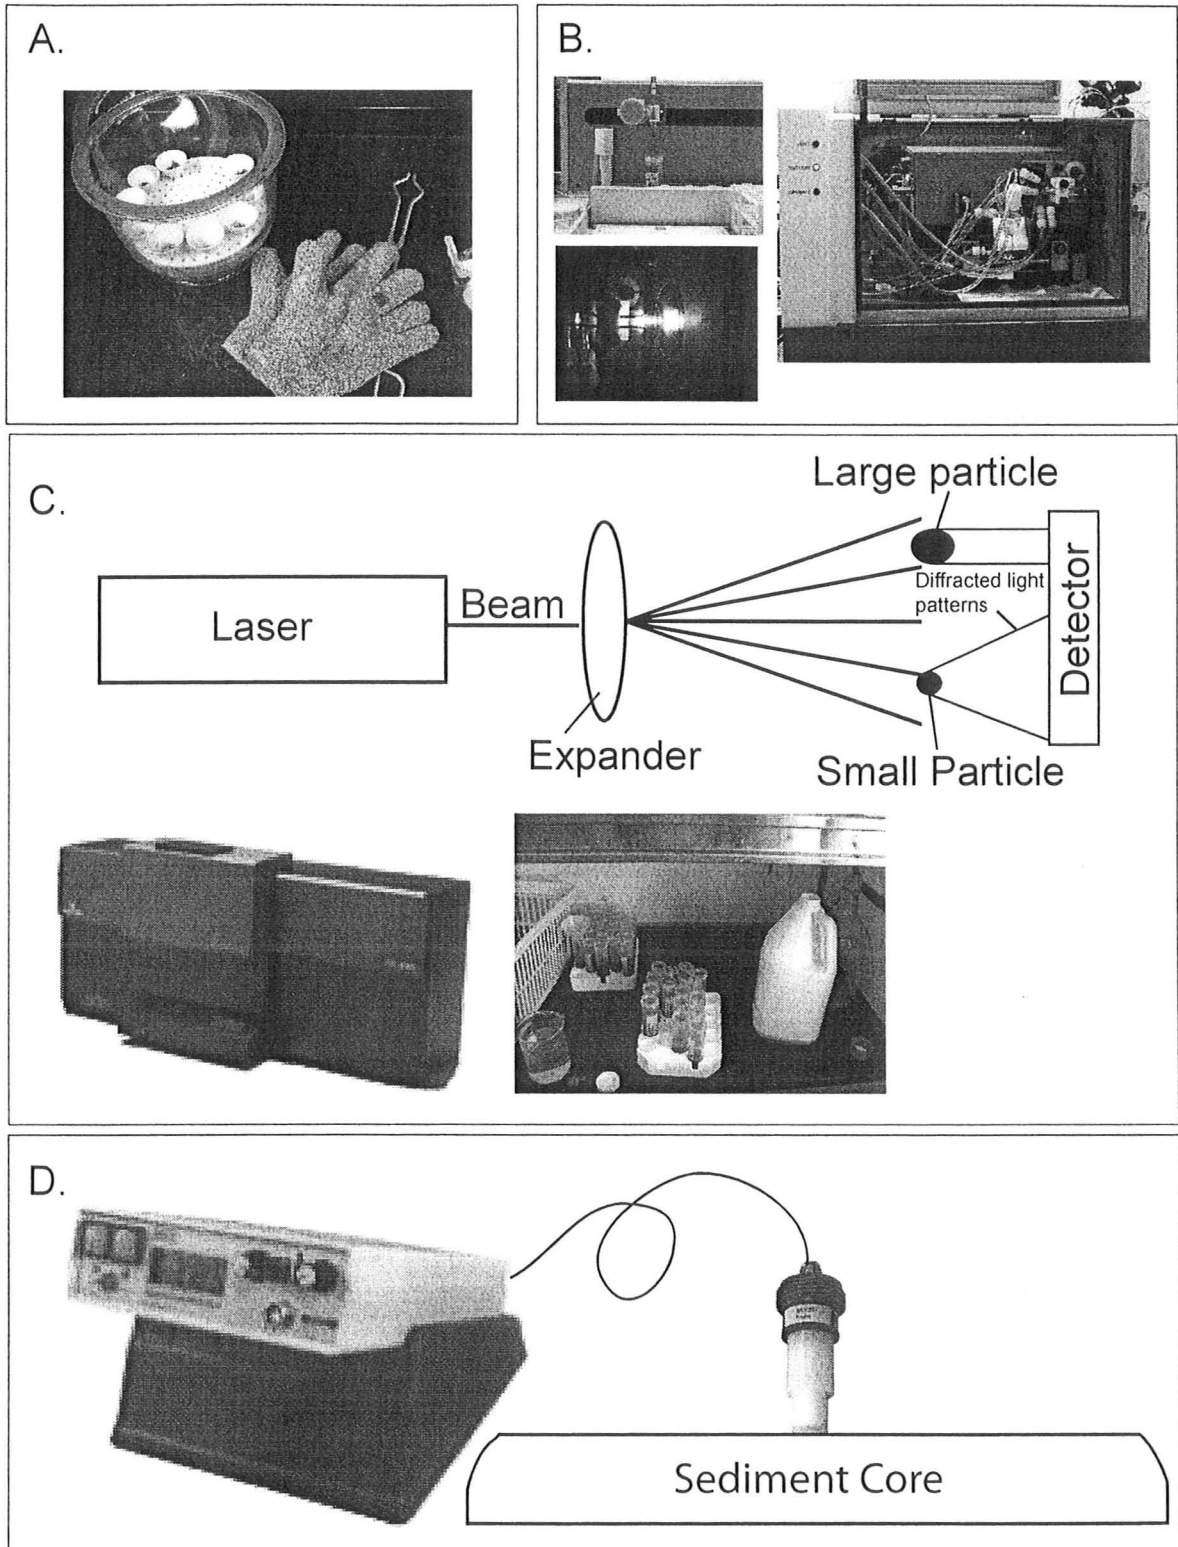 A.
B.
C.
Large particle
Laser
Beam
Diffracted light
patterns
Detector
Expander
Small Particle
D.
Sediment Core